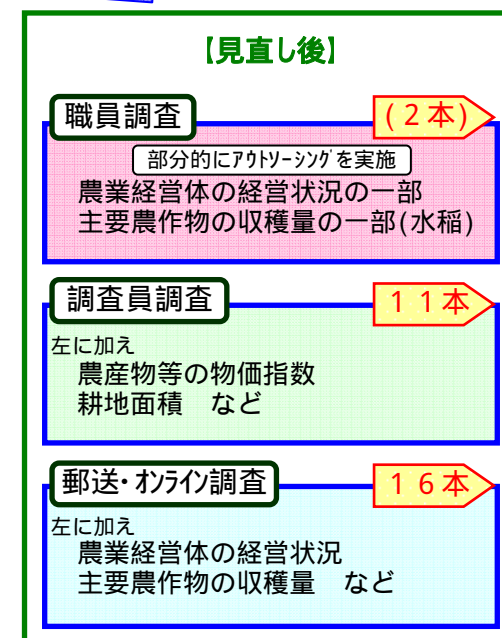 【見直し後】
職員調査
(2本)
部分的にｱｳﾄｿｰｼﾝｸﾞを実施
農業経営体の経営状況の一部
主要農作物の収穫量の一部(水稲)
調査員調査
１１本
左に加え
農産物等の物価指数
耕地面積　など
郵送・ｵﾝﾗｲﾝ調査
１６本
左に加え
農業経営体の経営状況
主要農作物の収穫量　など